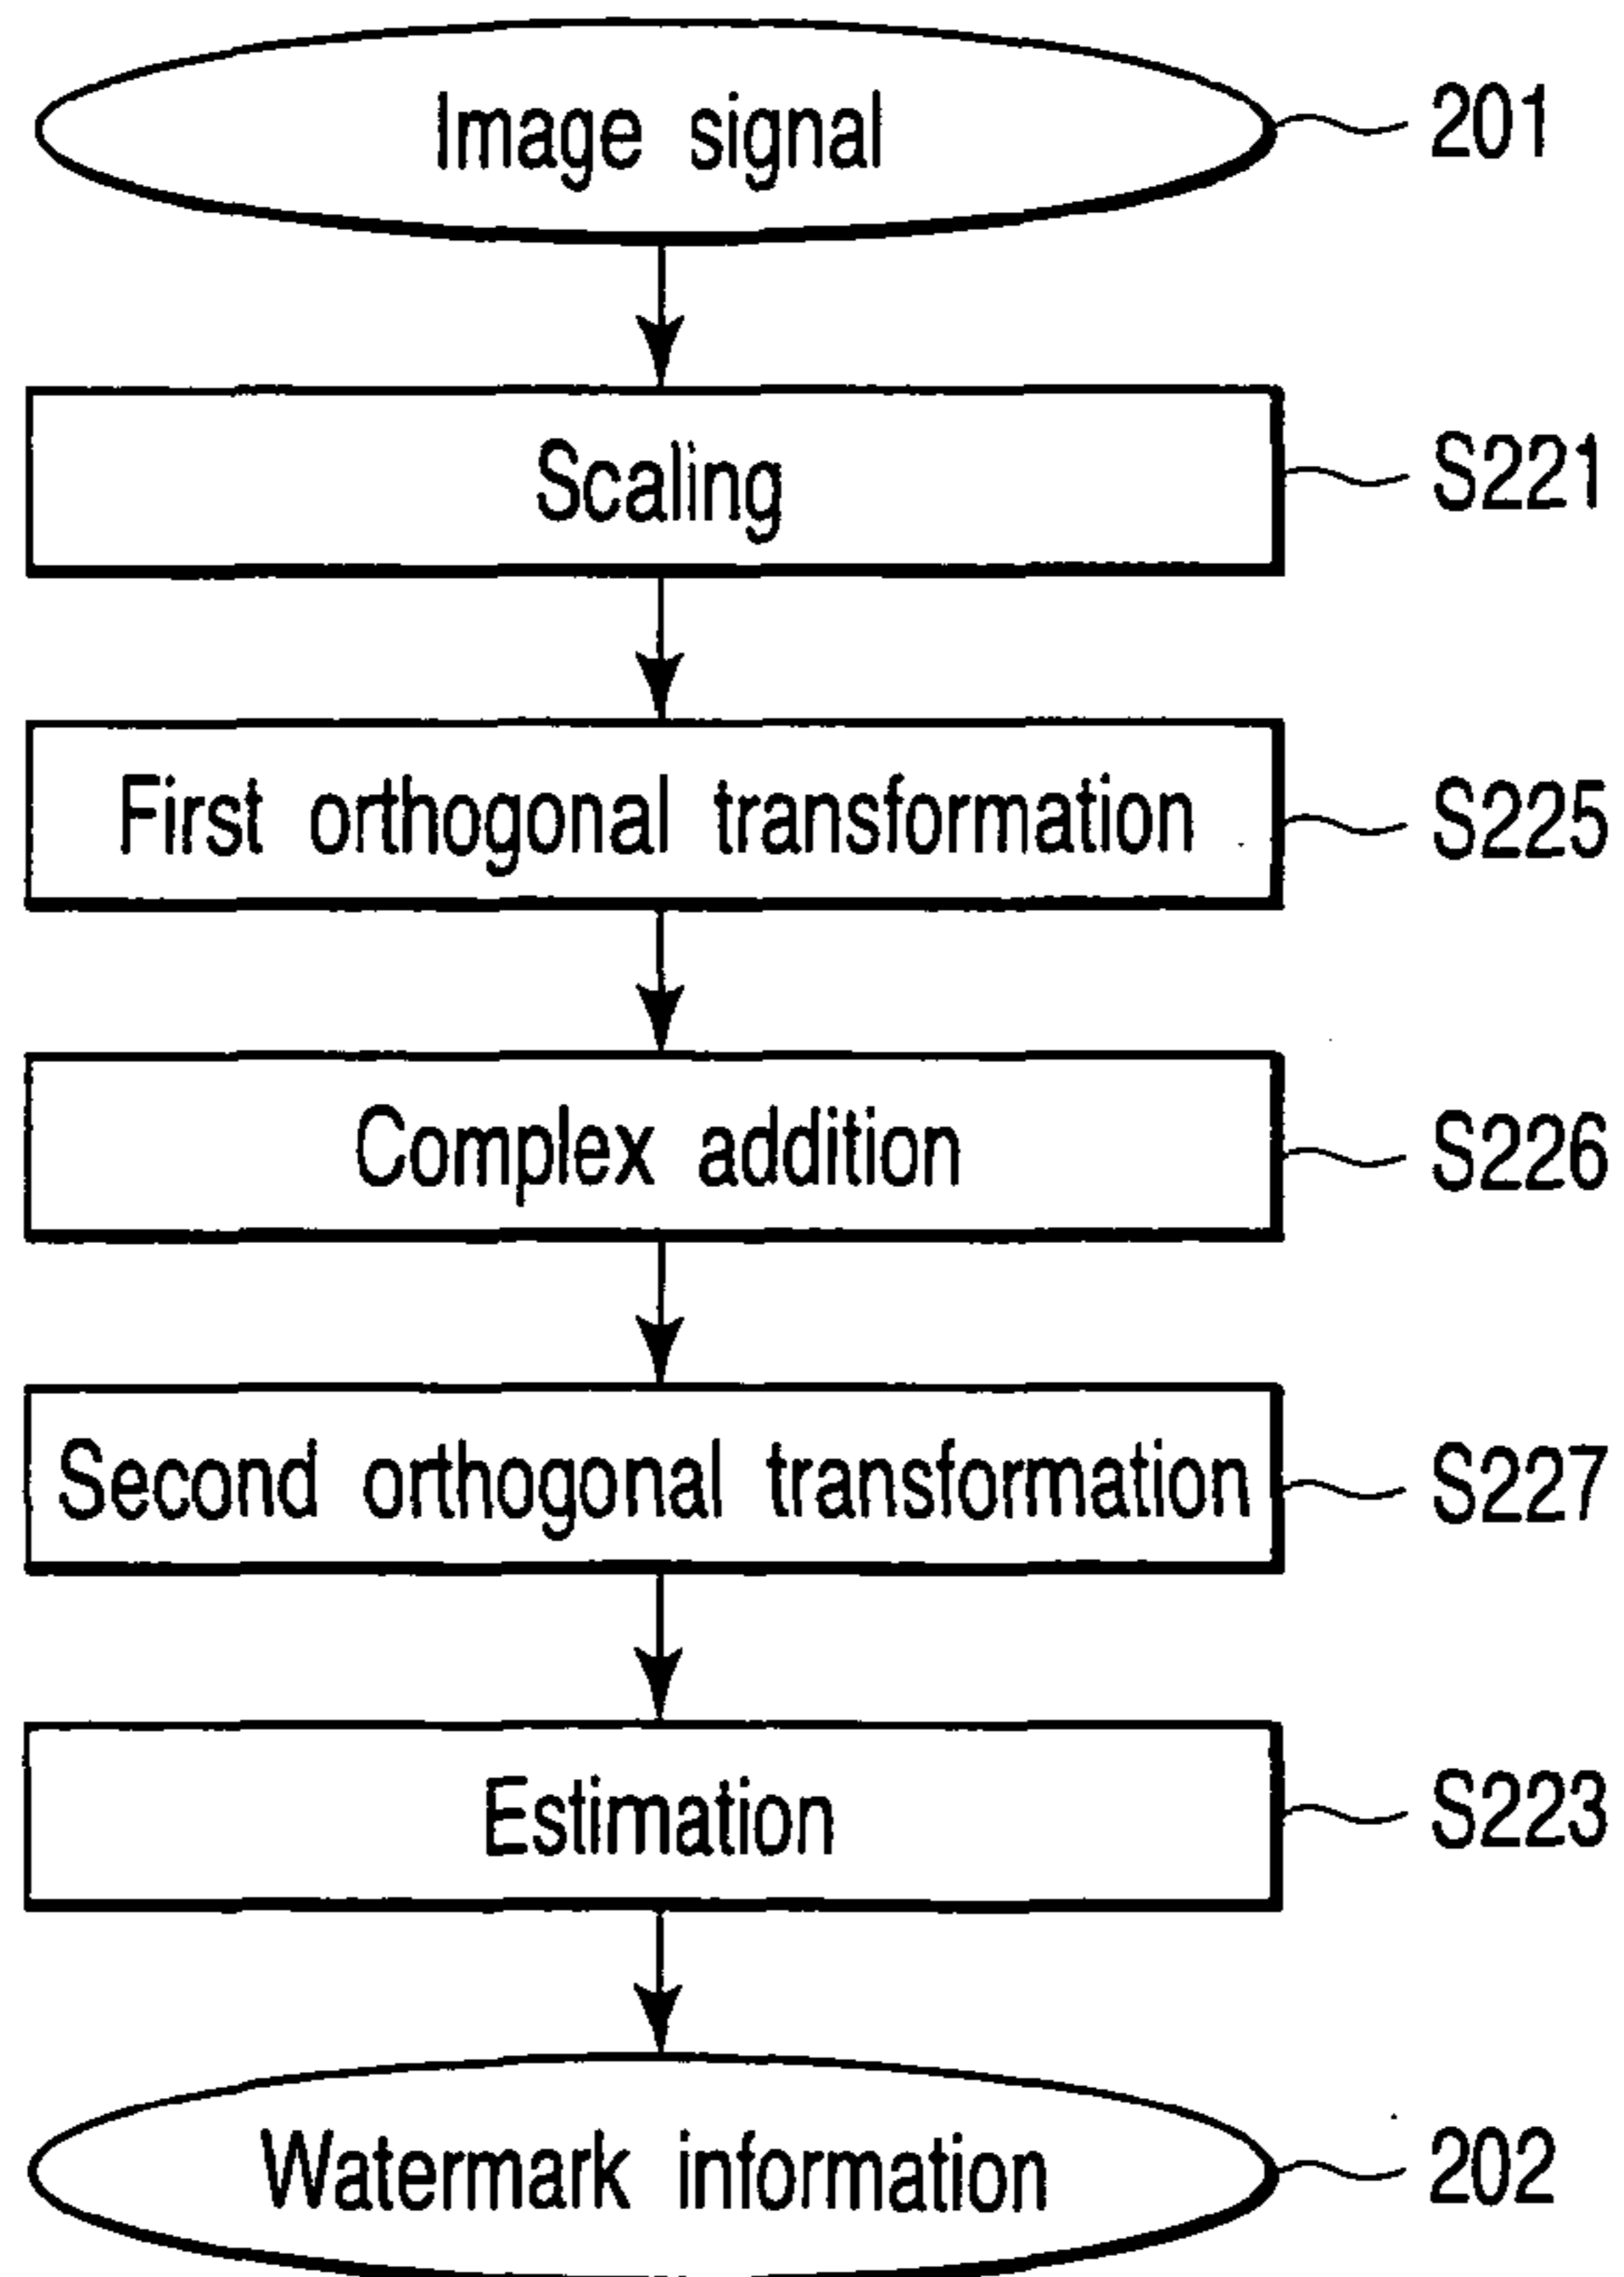 Image signal 201
Scaling S221
First orthogonal transformation S225
Complex addition S226
Second orthogonal transformation S227
Estimation S223
Watermark information 202